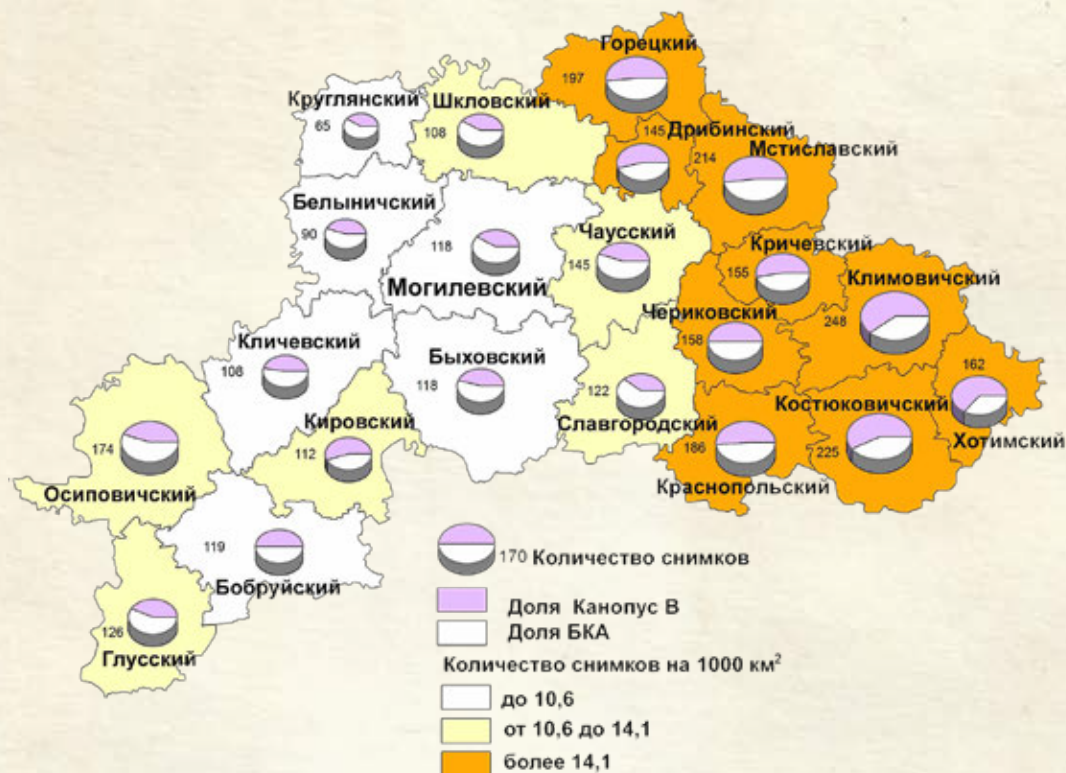 Горецкий
197
Круглянский
65
Шкловский
108
145
Дрибинский
214
Мстиславский
Белыничский
90
118
Могилевский
Чаусский
145
Кричевский
155
Климовичский
248
Чериковский
158
Кличевский
108
Быховский
118
122
Славгородский
162
Хотимский
Костюковичский
225
186
Краснопольский
Кировский
112
174
Осиповичский
119
Бобруйский
126
Глусский
170 Количество снимков
Доля Канопус В
Доля БКА
Количество снимков на 1000 км²
до 10,6
от 10,6 до 14,1
более 14,1